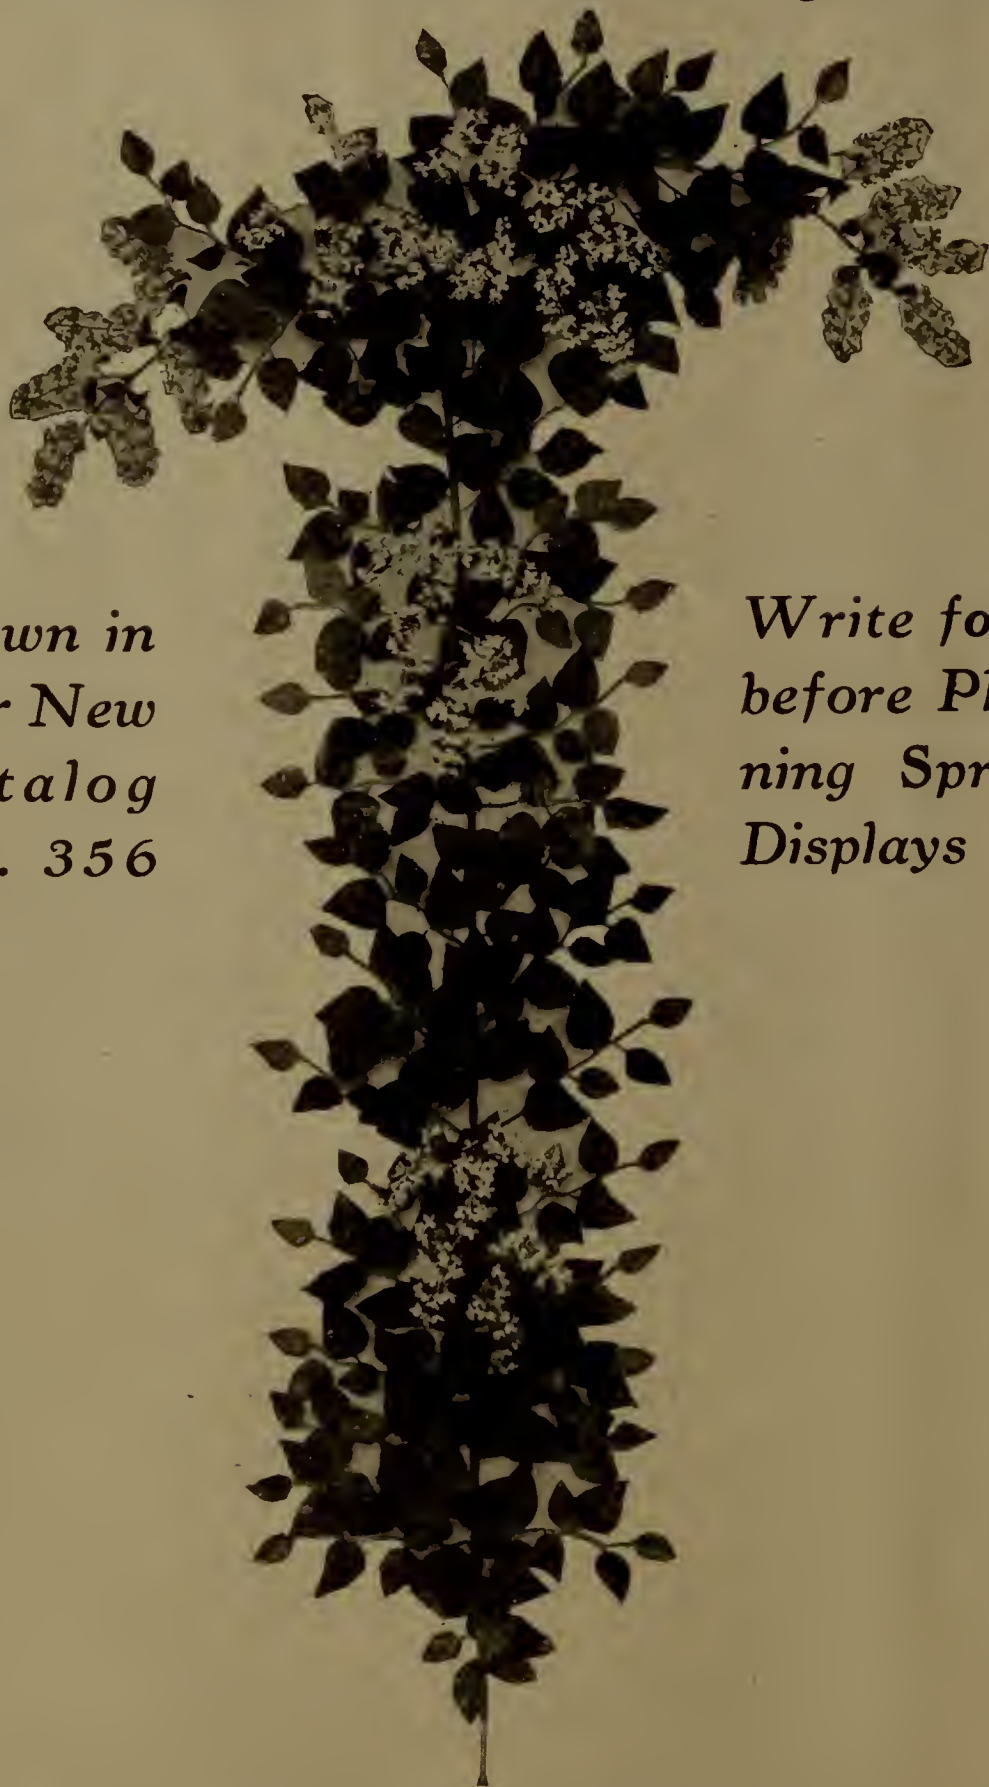 wn in
r New
talog
. 356
Write fo
before Pl
ning Spr
Displays